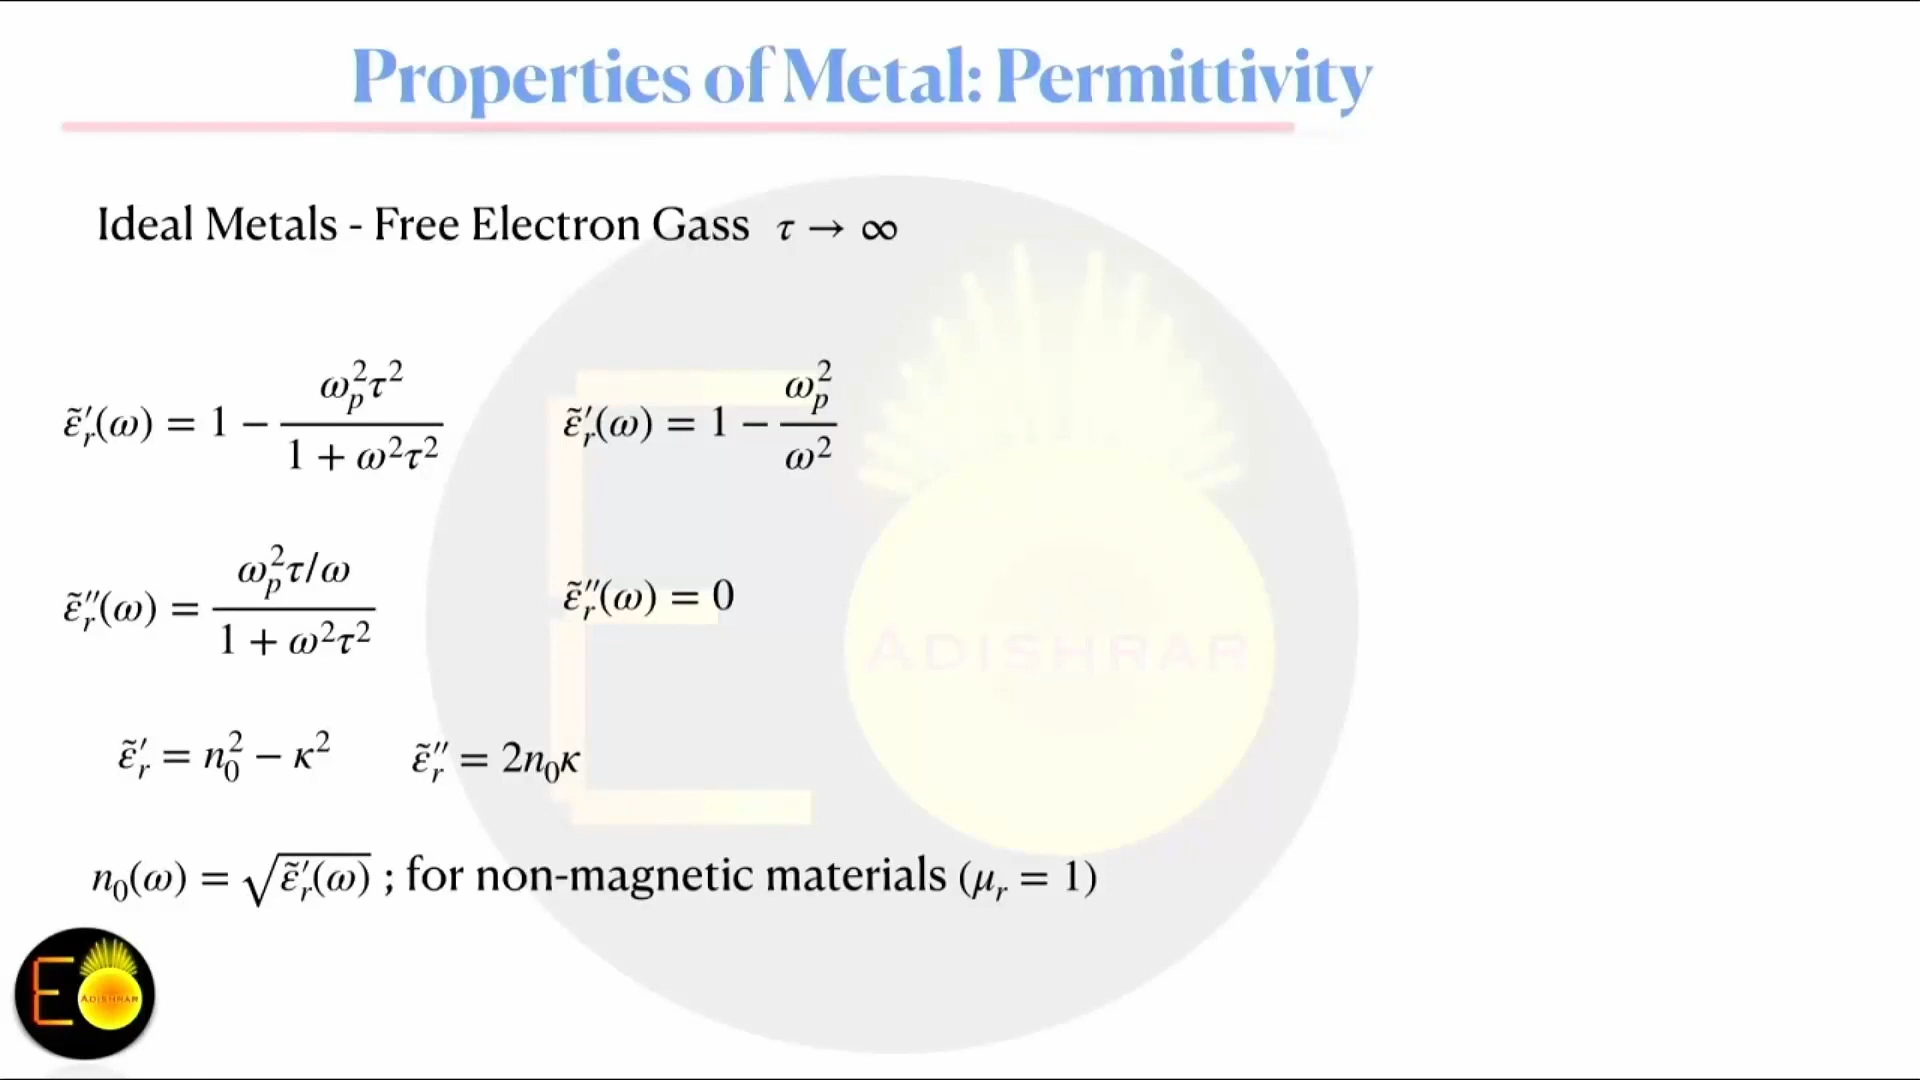 Properties of Metal: Permittivity
Ideal Metals - Free Electron Gass τ → ∞
ε̃′ᵣ(ω) = 1 − ωₚ²τ² / (1 + ω²τ²)
ε̃′ᵣ(ω) = 1 − ωₚ² / ω²
ε̃″ᵣ(ω) = (ωₚ²τ/ω) / (1 + ω²τ²)
ε̃″ᵣ(ω) = 0
ε̃′ᵣ = n₀² − κ²
ε̃″ᵣ = 2n₀κ
n₀(ω) = √ε̃′ᵣ(ω) ; for non-magnetic materials (μᵣ = 1)
E
ADISHRAR
E
ADISHRAR